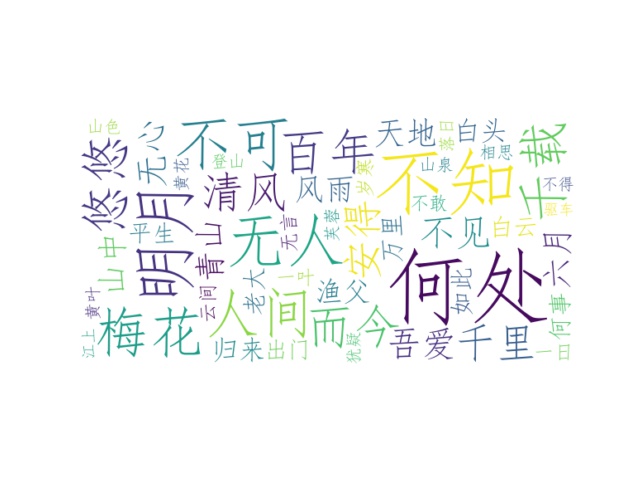 山色
悠悠
无心
黄花
不可
登山
百年
天地
白头
落日
相思
千载
清风
风雨
岁寒
山泉
不知
不得
明月
不敢
山中
平生
青山
无人
无言
芙蓉
安得
万里
不见
白云
六月
何处
云间
黄叶
老大
一叶
渔父
如此
何事
江上
梅花
人间
而今
归来
出门
犹疑
吾爱
千里
一日